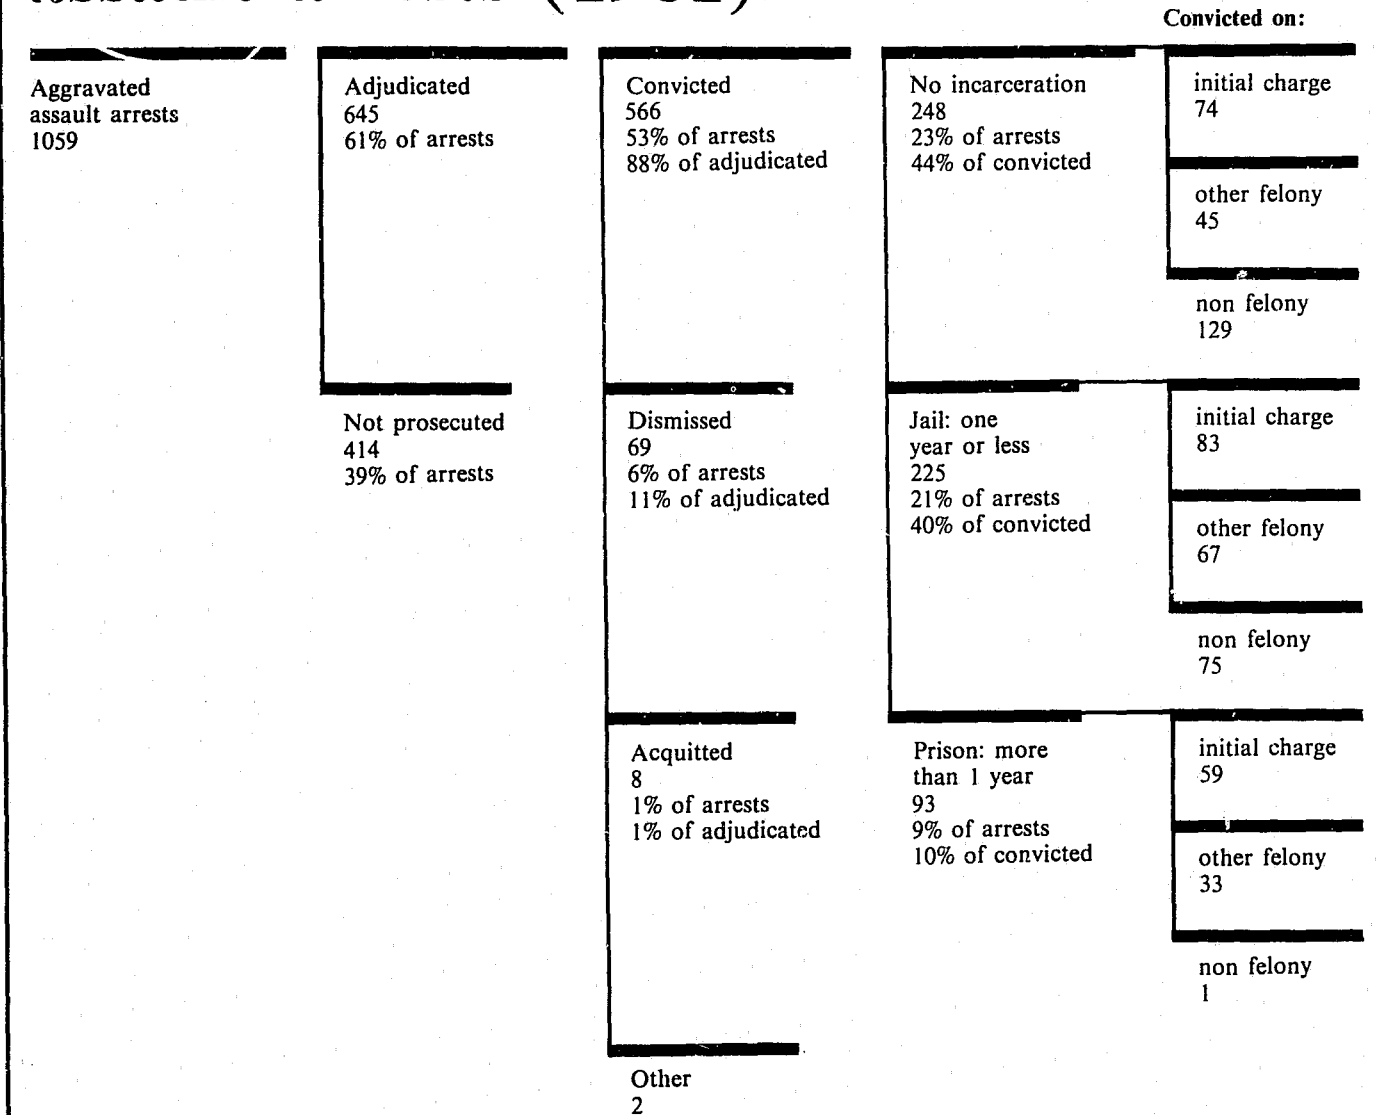 Convicted on:
Aggravated
assault arrests
1059
Adjudicated
645
61% of arrests
Not prosecuted
414
39% of arrests
Convicted
566
53% of arrests
88% of adjudicated
Dismissed
69
6% of arrests
11% of adjudicated
Acquitted
8
1% of arrests
1% of adjudicated
Other
2
No incarceration
248
23% of arrests
44% of convicted
Jail: one
year or less
225
21% of arrests
40% of convicted
Prison: more
than 1 year
93
9% of arrests
10% of convicted
initial charge
74
other felony
45
non felony
129
initial charge
83
other felony
67
non felony
75
initial charge
59
other felony
33
non felony
1